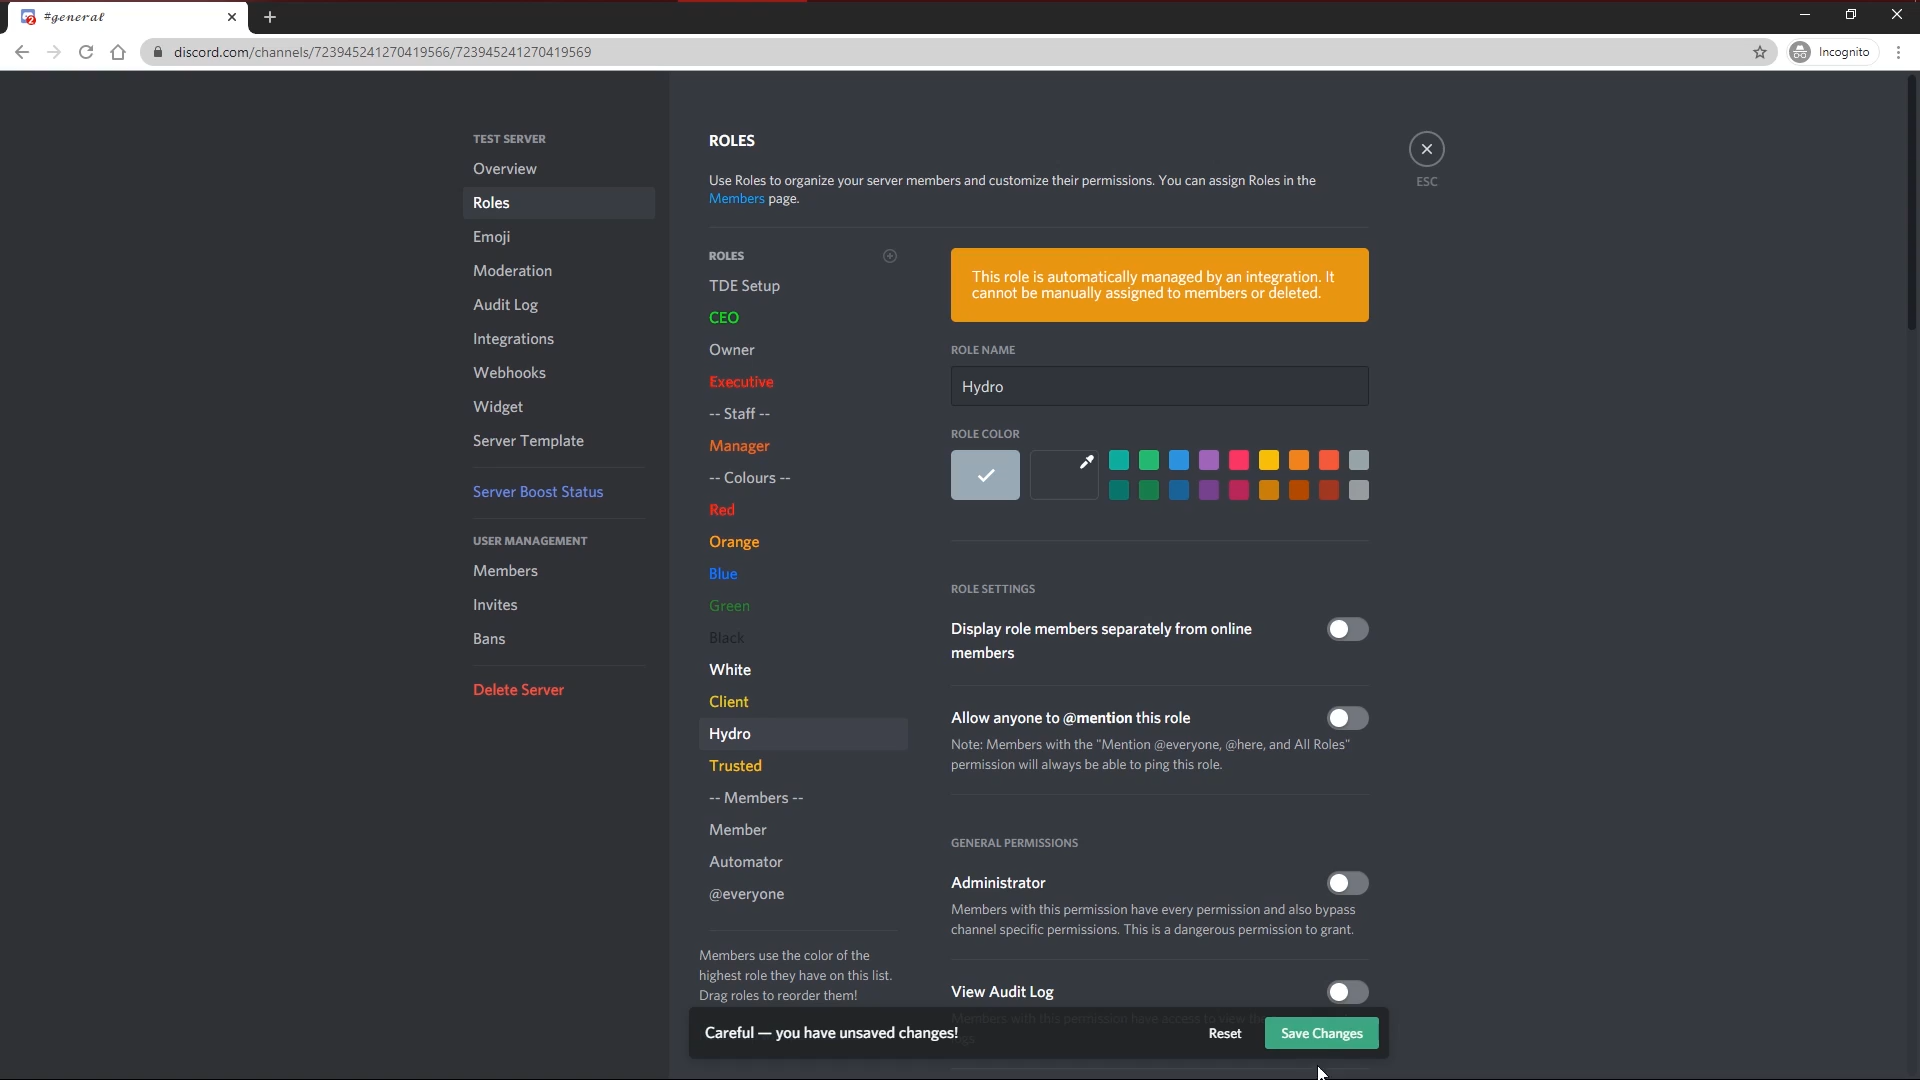 #general
discord.com/channels/723945241270419566/723945241270419569
Incognito
TEST SERVER
Overview
Roles
Emoji
Moderation
Audit Log
Integrations
Webhooks
Widget
Server Template
Server Boost Status
USER MANAGEMENT
Members
Invites
Bans
Delete Server
ROLES
Use Roles to organize your server members and customize their permissions. You can assign Roles in the
Members page.
ESC
ROLES
TDE Setup
CEO
Owner
Executive
-- Staff --
Manager
-- Colours --
Red
Orange
Blue
Green
Black
White
Client
Hydro
Trusted
-- Members --
Member
Automator
@everyone
Members use the color of the
highest role they have on this list.
Drag roles to reorder them!
This role is automatically managed by an integration. It
cannot be manually assigned to members or deleted.
ROLE NAME
Hydro
ROLE COLOR
ROLE SETTINGS
Display role members separately from online
members
Allow anyone to @mention this role
Note: Members with the "Mention @everyone, @here, and All Roles"
permission will always be able to ping this role.
GENERAL PERMISSIONS
Administrator
Members with this permission have every permission and also bypass
channel specific permissions. This is a dangerous permission to grant.
View Audit Log
Members with this permission have access to view the
Careful — you have unsaved changes!
Reset
Save Changes